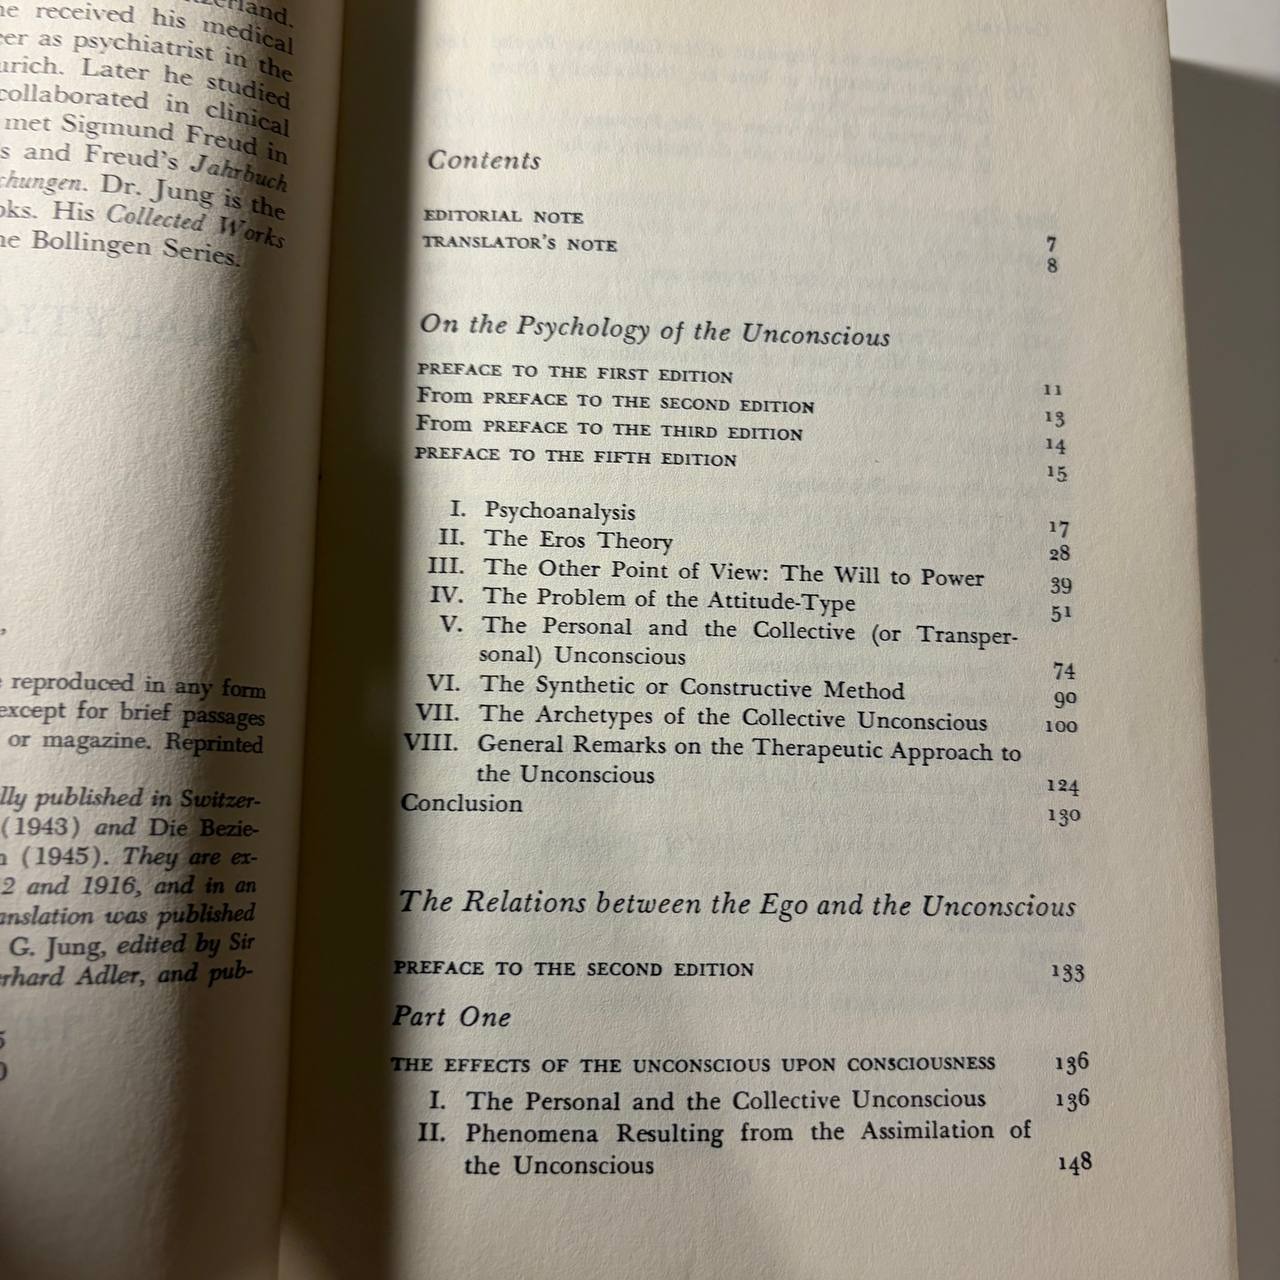 erland.
he received his medical
er as psychiatrist in the
urich. Later he studied
collaborated in clinical
met Sigmund Freud in
s and Freud's Jahrbuch
chungen. Dr. Jung is the
oks. His Collected Works
ne Bollingen Series.
reproduced in any form
except for brief passages
or magazine. Reprinted
lly published in Switzer-
(1943) and Die Bezie-
n (1945). They are ex-
2 and 1916, and in an
anslation was published
G. Jung, edited by Sir
erhard Adler, and pub-
Contents
EDITORIAL NOTE 7
TRANSLATOR'S NOTE 8
On the Psychology of the Unconscious
PREFACE TO THE FIRST EDITION 11
From PREFACE TO THE SECOND EDITION 13
From PREFACE TO THE THIRD EDITION 14
PREFACE TO THE FIFTH EDITION 15
I. Psychoanalysis 17
II. The Eros Theory 28
III. The Other Point of View: The Will to Power 39
IV. The Problem of the Attitude-Type 51
V. The Personal and the Collective (or Transper-
sonal) Unconscious 74
VI. The Synthetic or Constructive Method 90
VII. The Archetypes of the Collective Unconscious 100
VIII. General Remarks on the Therapeutic Approach to
the Unconscious 124
Conclusion 130
The Relations between the Ego and the Unconscious
PREFACE TO THE SECOND EDITION 133
Part One
THE EFFECTS OF THE UNCONSCIOUS UPON CONSCIOUSNESS 136
I. The Personal and the Collective Unconscious 136
II. Phenomena Resulting from the Assimilation of
the Unconscious 148